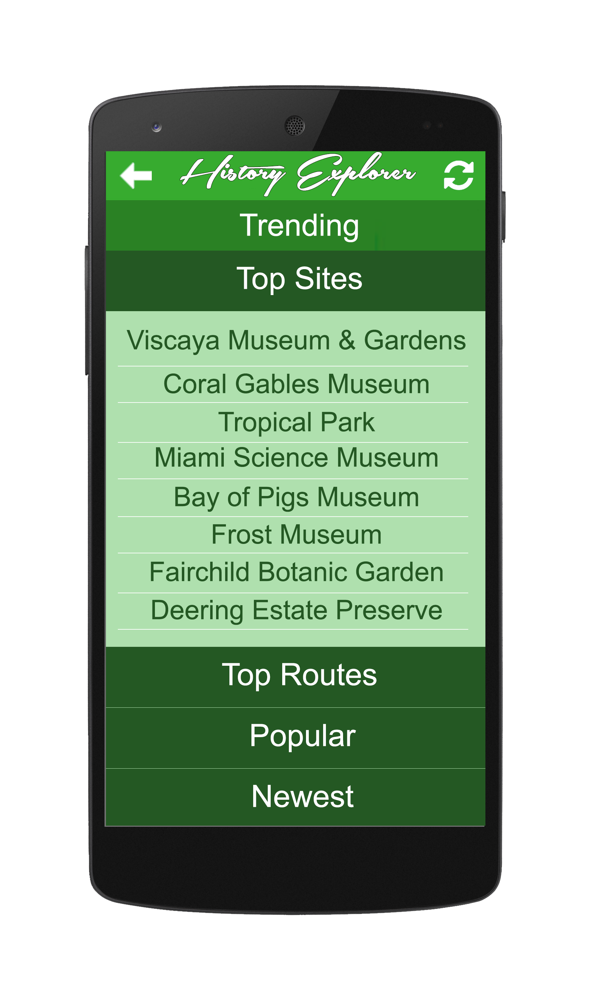 History Explorer
Trending
Top Sites
Viscaya Museum & Gardens
Coral Gables Museum
Tropical Park
Miami Science Museum
Bay of Pigs Museum
Frost Museum
Fairchild Botanic Garden
Deering Estate Preserve
Top Routes
Popular
Newest